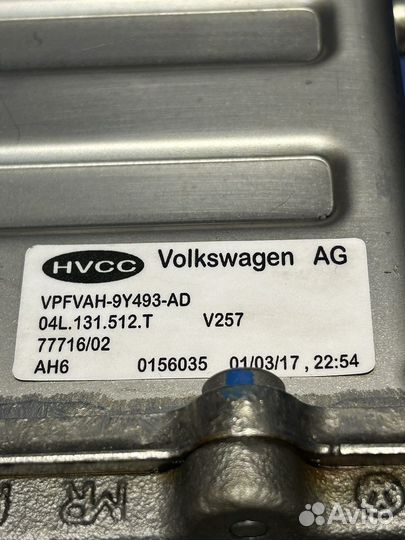 HVCC Volkswagen AG
VPFVAH-9Y493-AD
04L.131.512.T V257
77716/02
AH6 0156035 01/03/17 , 22:54
MR
Avito